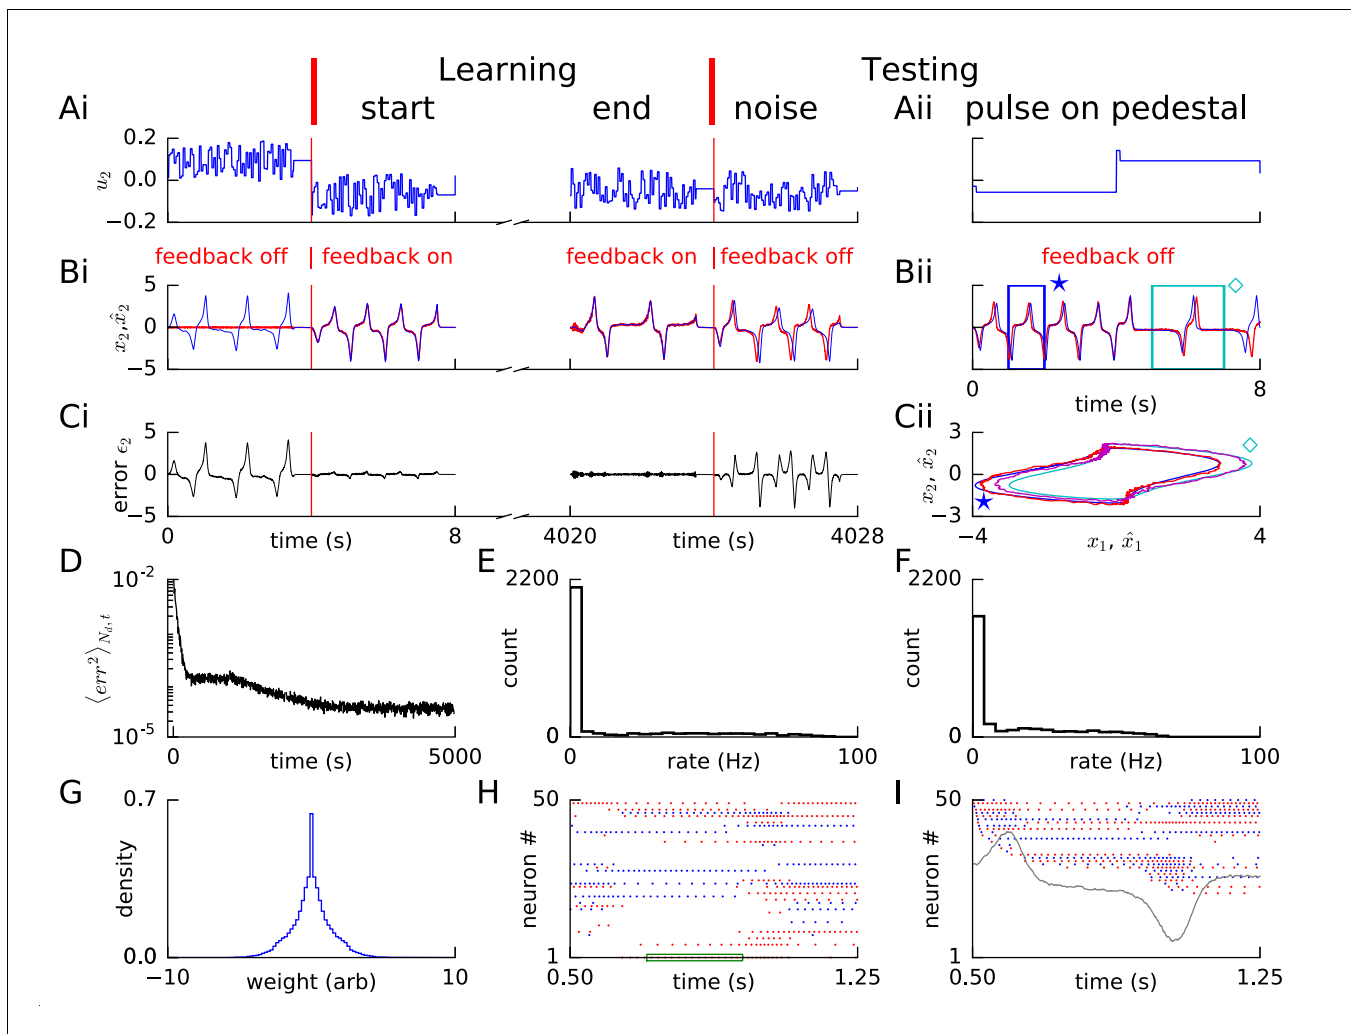 Learning Testing
Ai start end noise Aii pulse on pedestal
0.2
0.0
−0.2
u₂
feedback off feedback on feedback on feedback off feedback off
Bi Bii
5
0
−5
x₂,x̂₂
0 8
time (s)
Ci Cii
5
0
−5
error ϵ₂
3
0
−3
x₂, x̂₂
0 time (s) 8 4020 time (s) 4028 −4 x₁, x̂₁ 4
D E F
10⁻²
10⁻⁵
⟨err²⟩_{N_d,t}
2200
0
count
2200
0
count
0 time (s) 5000 0 rate (Hz) 100 0 rate (Hz) 100
G H I
0.7
0.0
density
50
1
neuron #
50
1
neuron #
−10 weight (arb) 10 0.50 time (s) 1.25 0.50 time (s) 1.25